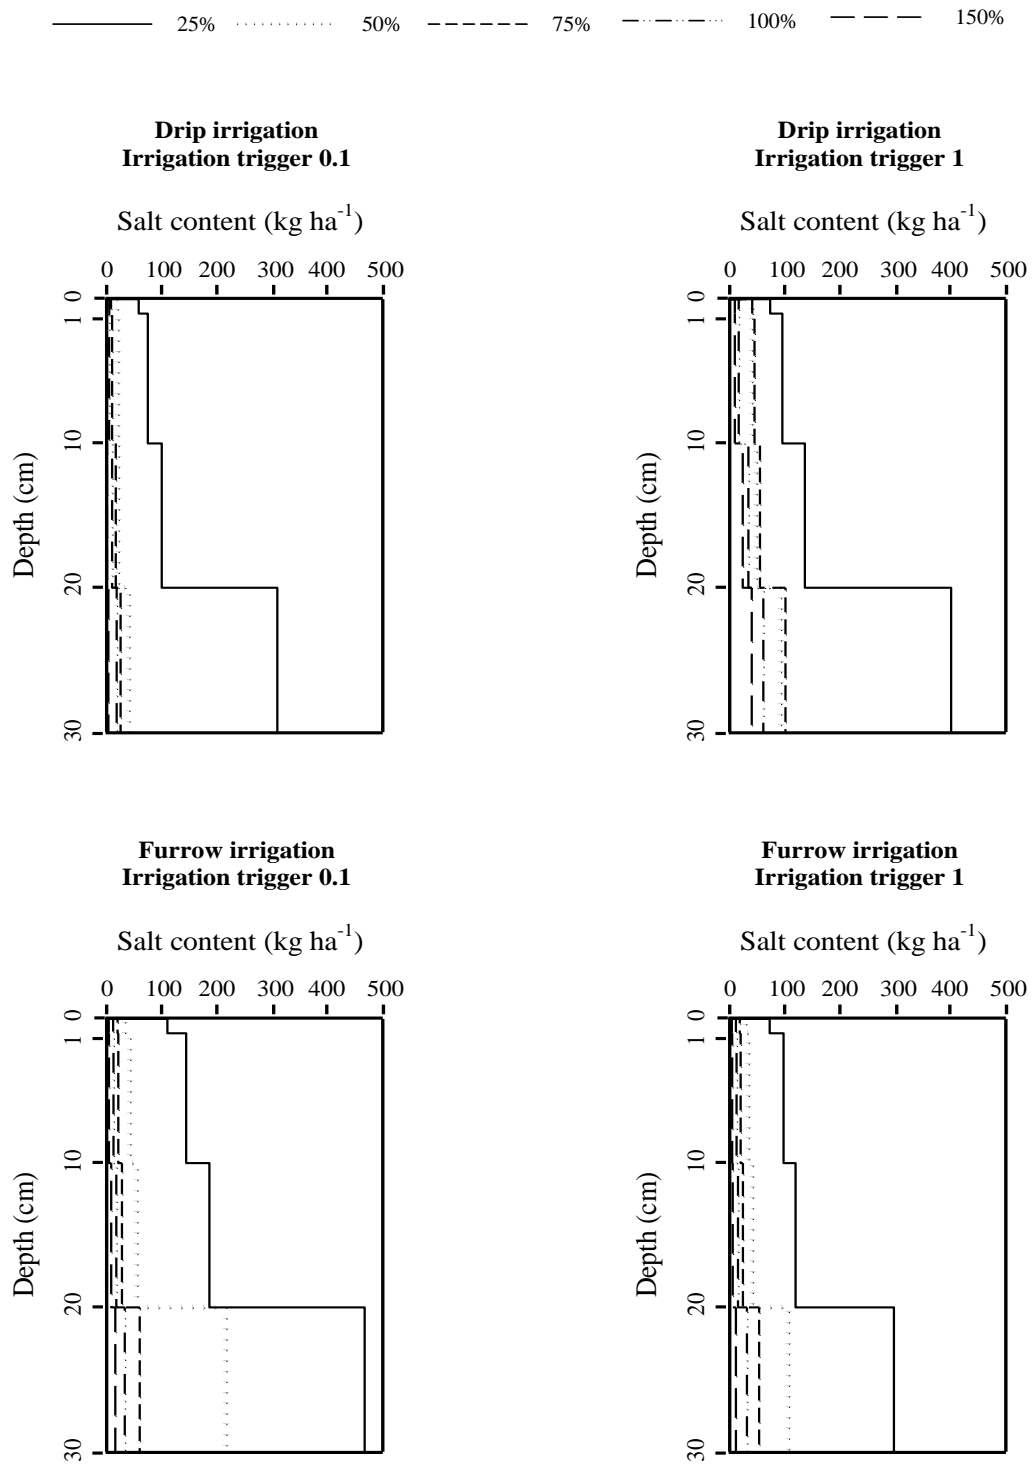 25% 50% 75% 100% 150%
Drip irrigation
Irrigation trigger 0.1
Salt content (kg ha-1)
0 100 200 300 400 500
0
1
10
20
30
Depth (cm)
Drip irrigation
Irrigation trigger 1
Salt content (kg ha-1)
0 100 200 300 400 500
0
1
10
20
30
Depth (cm)
Furrow irrigation
Irrigation trigger 0.1
Salt content (kg ha-1)
0 100 200 300 400 500
0
1
10
20
30
Depth (cm)
Furrow irrigation
Irrigation trigger 1
Salt content (kg ha-1)
0 100 200 300 400 500
0
1
10
20
30
Depth (cm)